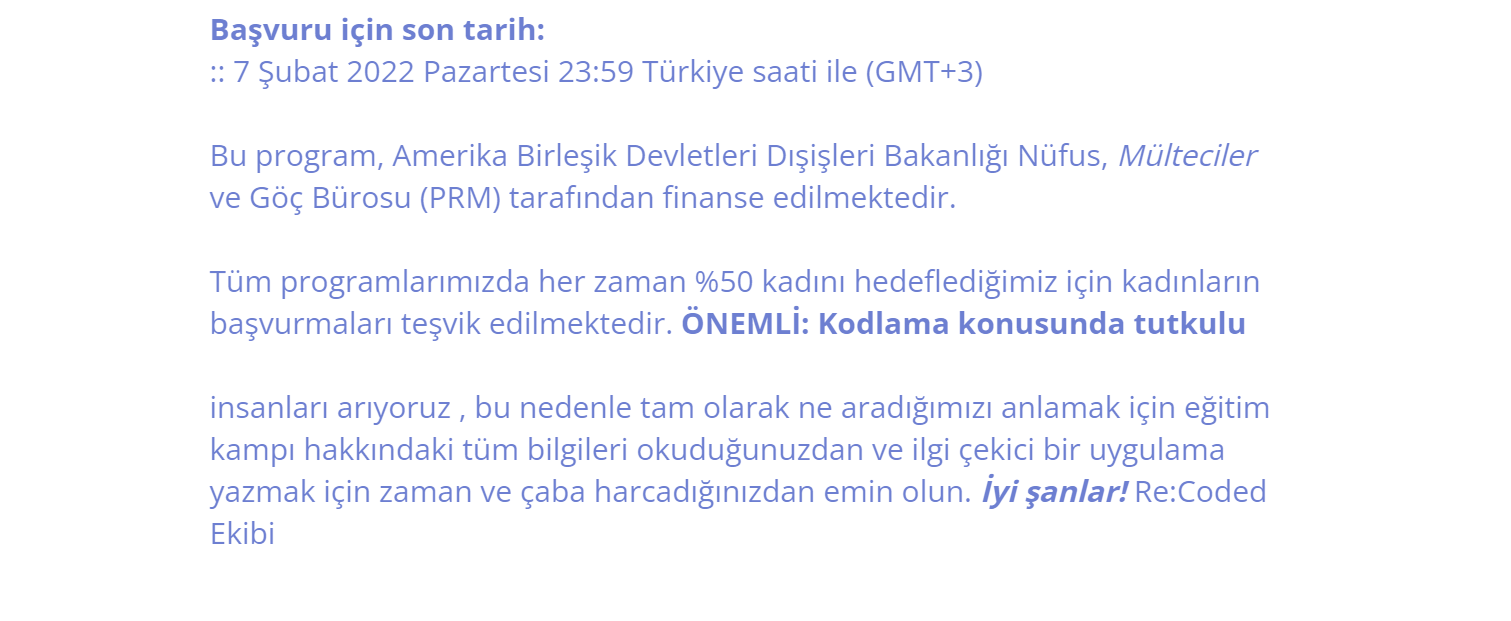 Başvuru için son tarih:
:: 7 Şubat 2022 Pazartesi 23:59 Türkiye saati ile (GMT+3)
Bu program, Amerika Birleşik Devletleri Dışişleri Bakanlığı Nüfus, Mülteciler
ve Göç Bürosu (PRM) tarafından finanse edilmektedir.
Tüm programlarımızda her zaman %50 kadını hedeflediğimiz için kadınların
başvurmaları teşvik edilmektedir. ÖNEMLİ: Kodlama konusunda tutkulu
insanları arıyoruz , bu nedenle tam olarak ne aradığımızı anlamak için eğitim
kampı hakkındaki tüm bilgileri okuduğunuzdan ve ilgi çekici bir uygulama
yazmak için zaman ve çaba harcadığınızdan emin olun. İyi şanlar! Re:Coded
Ekibi